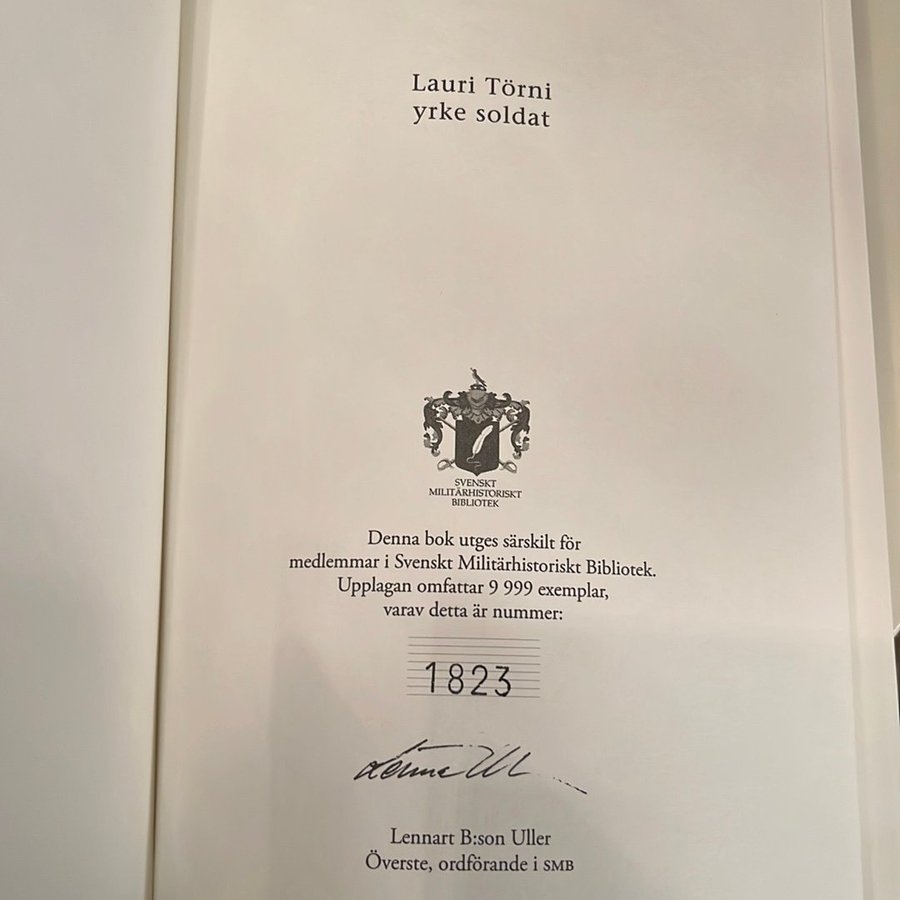 Lauri Törni
yrke soldat
SVENSKT
MILITÄRHISTORISKT
BIBLIOTEK
Denna bok utges särskilt för
medlemmar i Svenskt Militärhistoriskt Bibliotek.
Upplagan omfattar 9 999 exemplar,
varav detta är nummer:
1823
Lennart B:son Uller
Överste, ordförande i SMB